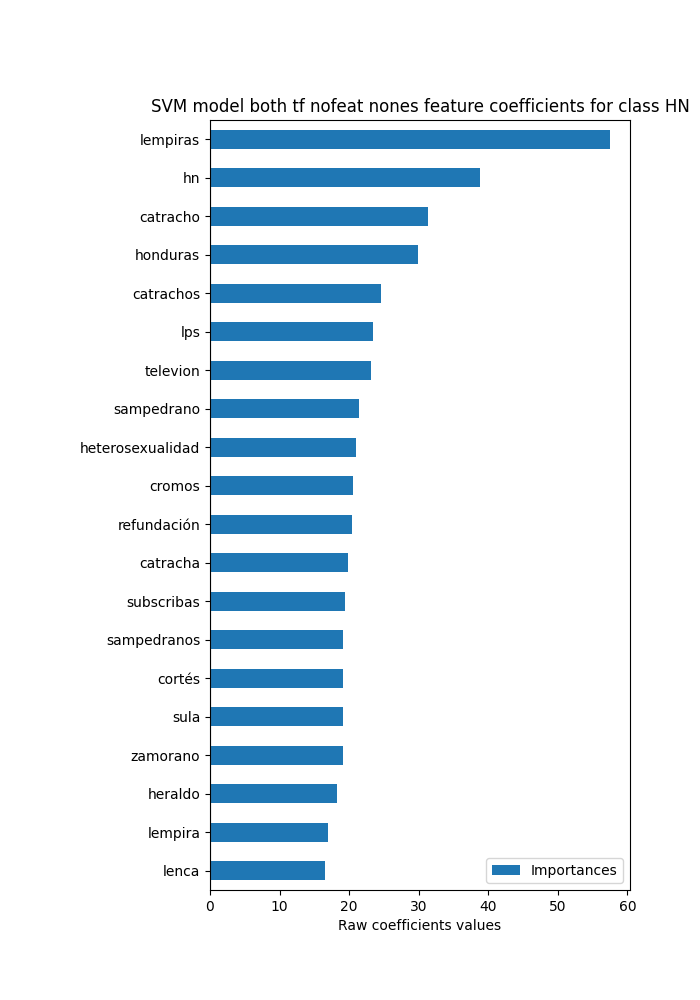 SVM model both tf nofeat nones feature coefficients for class HN
lempiras
hn
catracho
honduras
catrachos
lps
televion
sampedrano
heterosexualidad
cromos
refundación
catracha
subscribas
sampedranos
cortés
sula
zamorano
heraldo
lempira
lenca
Importances
0 10 20 30 40 50 60
Raw coefficients values